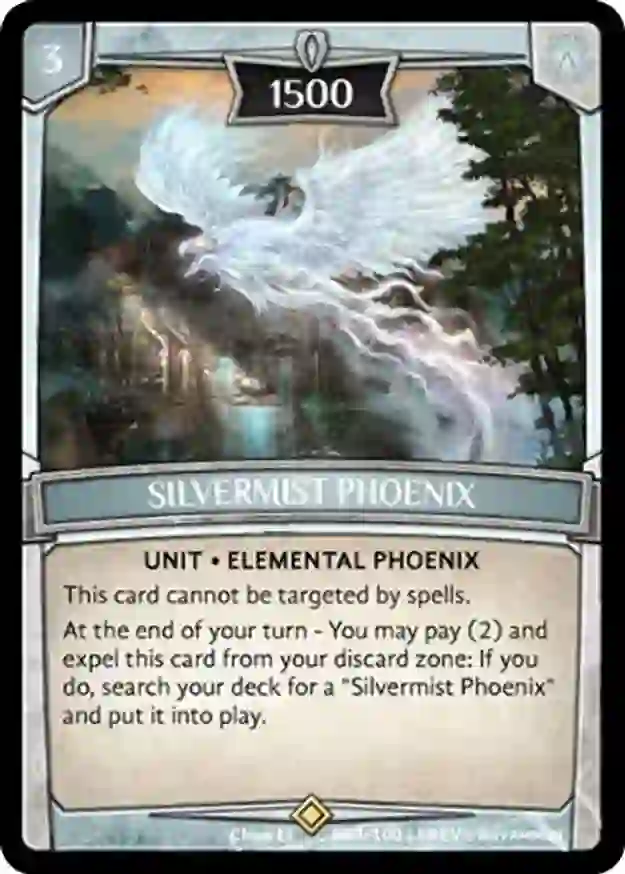 3
1500
SILVERMIST PHOENIX
UNIT • ELEMENTAL PHOENIX
This card cannot be targeted by spells.
At the end of your turn - You may pay (2) and
expel this card from your discard zone: If you
do, search your deck for a "Silvermist Phoenix"
and put it into play.